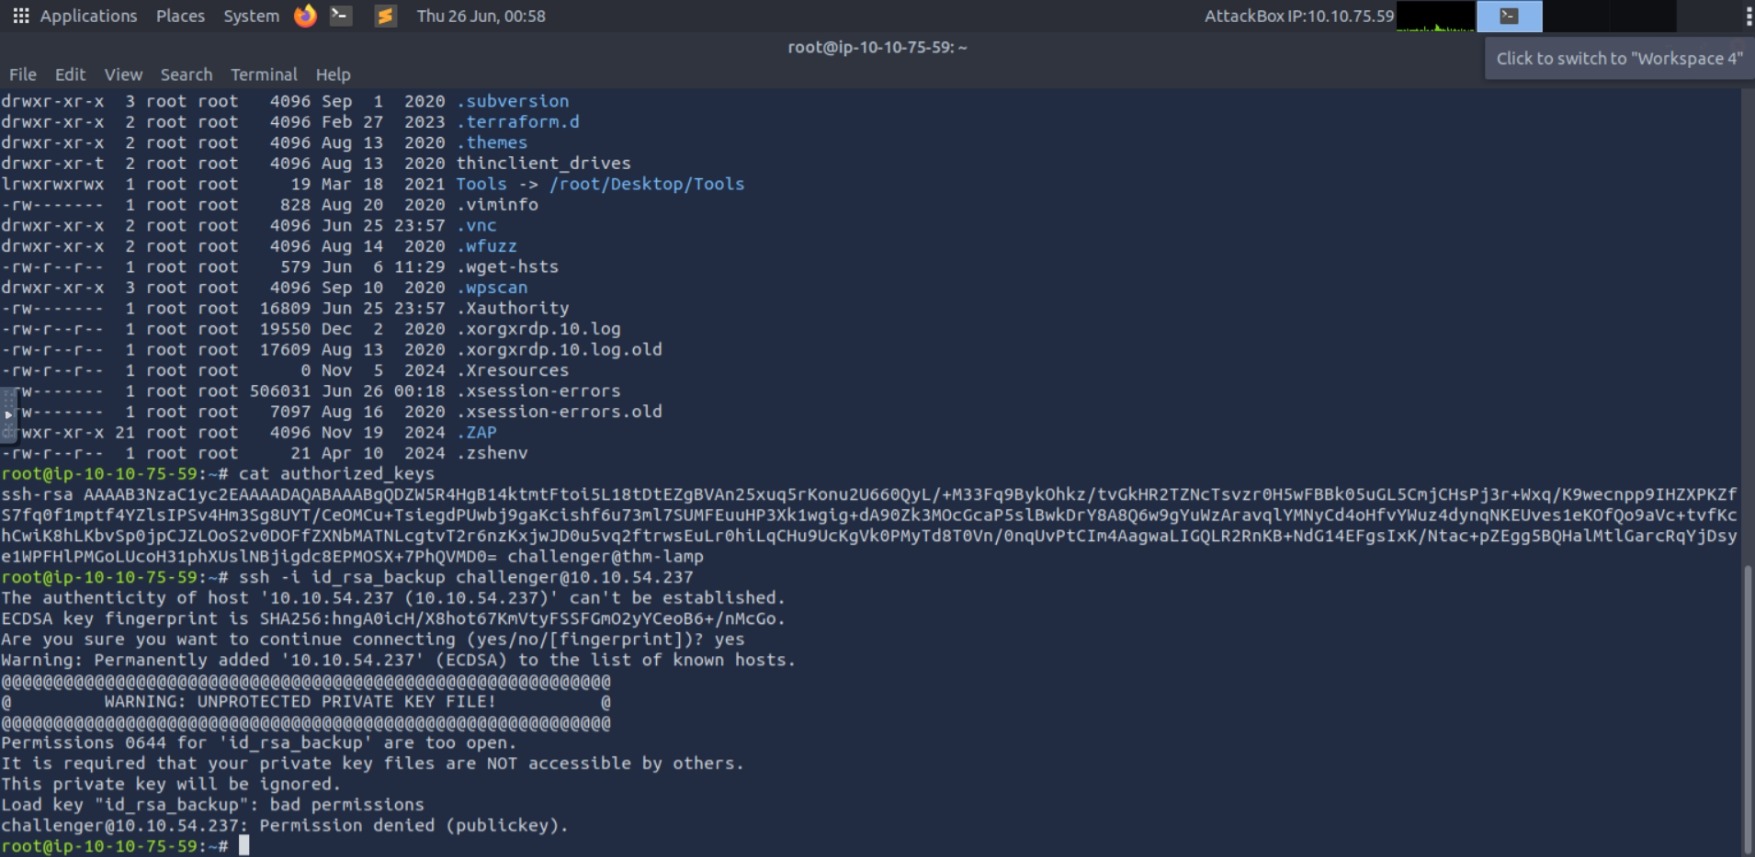 Applications Places System Thu 26 Jun, 00:58 AttackBox IP:10.10.75.59
root@ip-10-10-75-59: ~
Click to switch to "Workspace 4"
File Edit View Search Terminal Help
drwxr-xr-x 3 root root 4096 Sep 1 2020 .subversion
drwxr-xr-x 2 root root 4096 Feb 27 2023 .terraform.d
drwxr-xr-x 2 root root 4096 Aug 13 2020 .themes
drwxr-xr-t 2 root root 4096 Aug 13 2020 thinclient_drives
lrwxrwxrwx 1 root root 19 Mar 18 2021 Tools -> /root/Desktop/Tools
-rw------- 1 root root 828 Aug 20 2020 .viminfo
drwxr-xr-x 2 root root 4096 Jun 25 23:57 .vnc
drwxr-xr-x 2 root root 4096 Aug 14 2020 .wfuzz
-rw-r--r-- 1 root root 579 Jun 6 11:29 .wget-hsts
drwxr-xr-x 3 root root 4096 Sep 10 2020 .wpscan
-rw------- 1 root root 16809 Jun 25 23:57 .Xauthority
-rw-r--r-- 1 root root 19550 Dec 2 2020 .xorgxrdp.10.log
-rw-r--r-- 1 root root 17609 Aug 13 2020 .xorgxrdp.10.log.old
-rw-r--r-- 1 root root 0 Nov 5 2024 .Xresources
rw------- 1 root root 506031 Jun 26 00:18 .xsession-errors
rw------- 1 root root 7097 Aug 16 2020 .xsession-errors.old
drwxr-xr-x 21 root root 4096 Nov 19 2024 .ZAP
-rw-r--r-- 1 root root 21 Apr 10 2024 .zshenv
root@ip-10-10-75-59:~# cat authorized_keys
ssh-rsa AAAAB3NzaC1yc2EAAAADAQABAAABgQDZW5R4HgB14ktmtFtoi5L18tDtEZgBVAn25xuq5rKonu2U660QyL/+M33Fq9BykOhkz/tvGkHR2TZNcTsvzr0H5wFBBk05uGL5CmjCHsPj3r+Wxq/K9wecnpp9IHZXPKZf
S7fq0f1mptf4YZlsIPSv4Hm3Sg8UYT/CeOMCu+TsiegdPUwbj9gaKcishf6u73ml7SUMFEuuHP3Xk1wgig+dA90Zk3MOcGcaP5slBwkDrY8A8Q6w9gYuWzAravqlYMNyCd4oHfvYWuz4dynqNKEUves1eKOfQo9aVc+tvfKc
hCwiK8hLKbvSp0jpCJZLOoS2v0DOFfZXNbMATNLcgtvT2r6nzKxjwJD0u5vq2ftrwsEuLr0hiLqCHu9UcKgVk0PMyTd8T0Vn/0nqUvPtCIm4AagwaLIGQLR2RnKB+NdG14EFgsIxK/Ntac+pZEgg5BQHalMtlGarcRqYjDsy
e1WPFHlPMGoLUcoH31phXUslNBjigdc8EPMOSX+7PhQVMD0= challenger@thm-lamp
root@ip-10-10-75-59:~# ssh -i id_rsa_backup challenger@10.10.54.237
The authenticity of host '10.10.54.237 (10.10.54.237)' can't be established.
ECDSA key fingerprint is SHA256:hngA0icH/X8hot67KmVtyFSSFGmO2yYCeoB6+/nMcGo.
Are you sure you want to continue connecting (yes/no/[fingerprint])? yes
Warning: Permanently added '10.10.54.237' (ECDSA) to the list of known hosts.
@@@@@@@@@@@@@@@@@@@@@@@@@@@@@@@@@@@@@@@@@@@@@@@@@@@@@@@@@@@
@ WARNING: UNPROTECTED PRIVATE KEY FILE! @
@@@@@@@@@@@@@@@@@@@@@@@@@@@@@@@@@@@@@@@@@@@@@@@@@@@@@@@@@@@
Permissions 0644 for 'id_rsa_backup' are too open.
It is required that your private key files are NOT accessible by others.
This private key will be ignored.
Load key "id_rsa_backup": bad permissions
challenger@10.10.54.237: Permission denied (publickey).
root@ip-10-10-75-59:~#